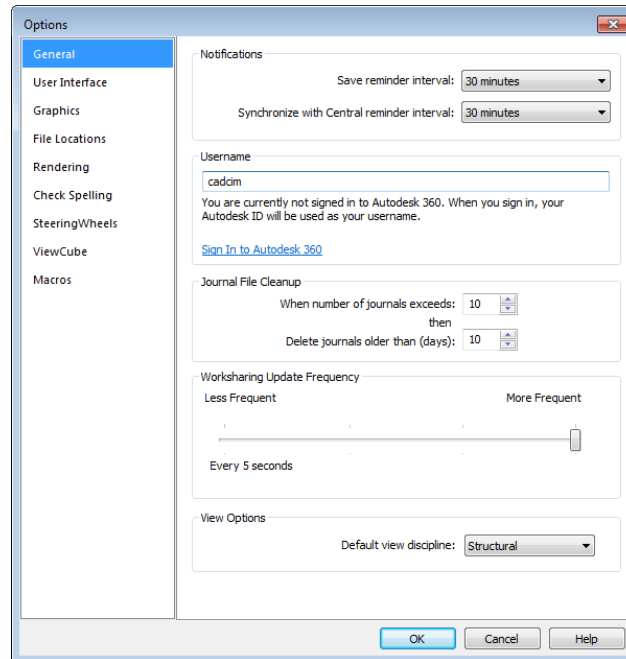 Options
General
User Interface
Graphics
File Locations
Rendering
Check Spelling
SteeringWheels
ViewCube
Macros
Notifications
Save reminder interval: 30 minutes
Synchronize with Central reminder interval: 30 minutes
Username
cadcim
You are currently not signed in to Autodesk 360. When you sign in, your
Autodesk ID will be used as your username.
Sign In to Autodesk 360
Journal File Cleanup
When number of journals exceeds: 10
then
Delete journals older than (days): 10
Worksharing Update Frequency
Less Frequent More Frequent
Every 5 seconds
View Options
Default view discipline: Structural
OK Cancel Help